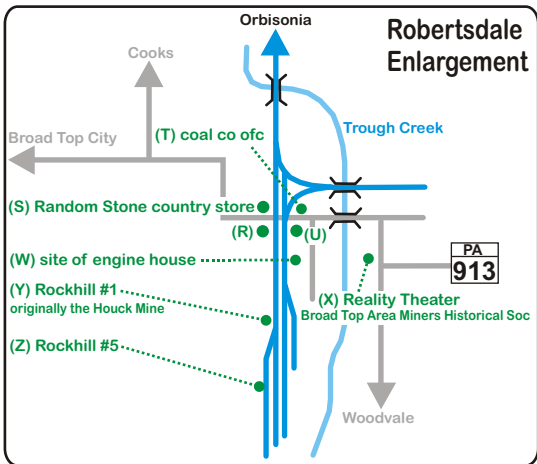 Orbisonia
Robertsdale
Enlargement
Cooks
Trough Creek
(T) coal co ofc
Broad Top City
(S) Random Stone country store
(R)
(U)
(W) site of engine house
PA
913
(Y) Rockhill #1
originally the Houck Mine
(X) Reality Theater
Broad Top Area Miners Historical Soc
(Z) Rockhill #5
Woodvale